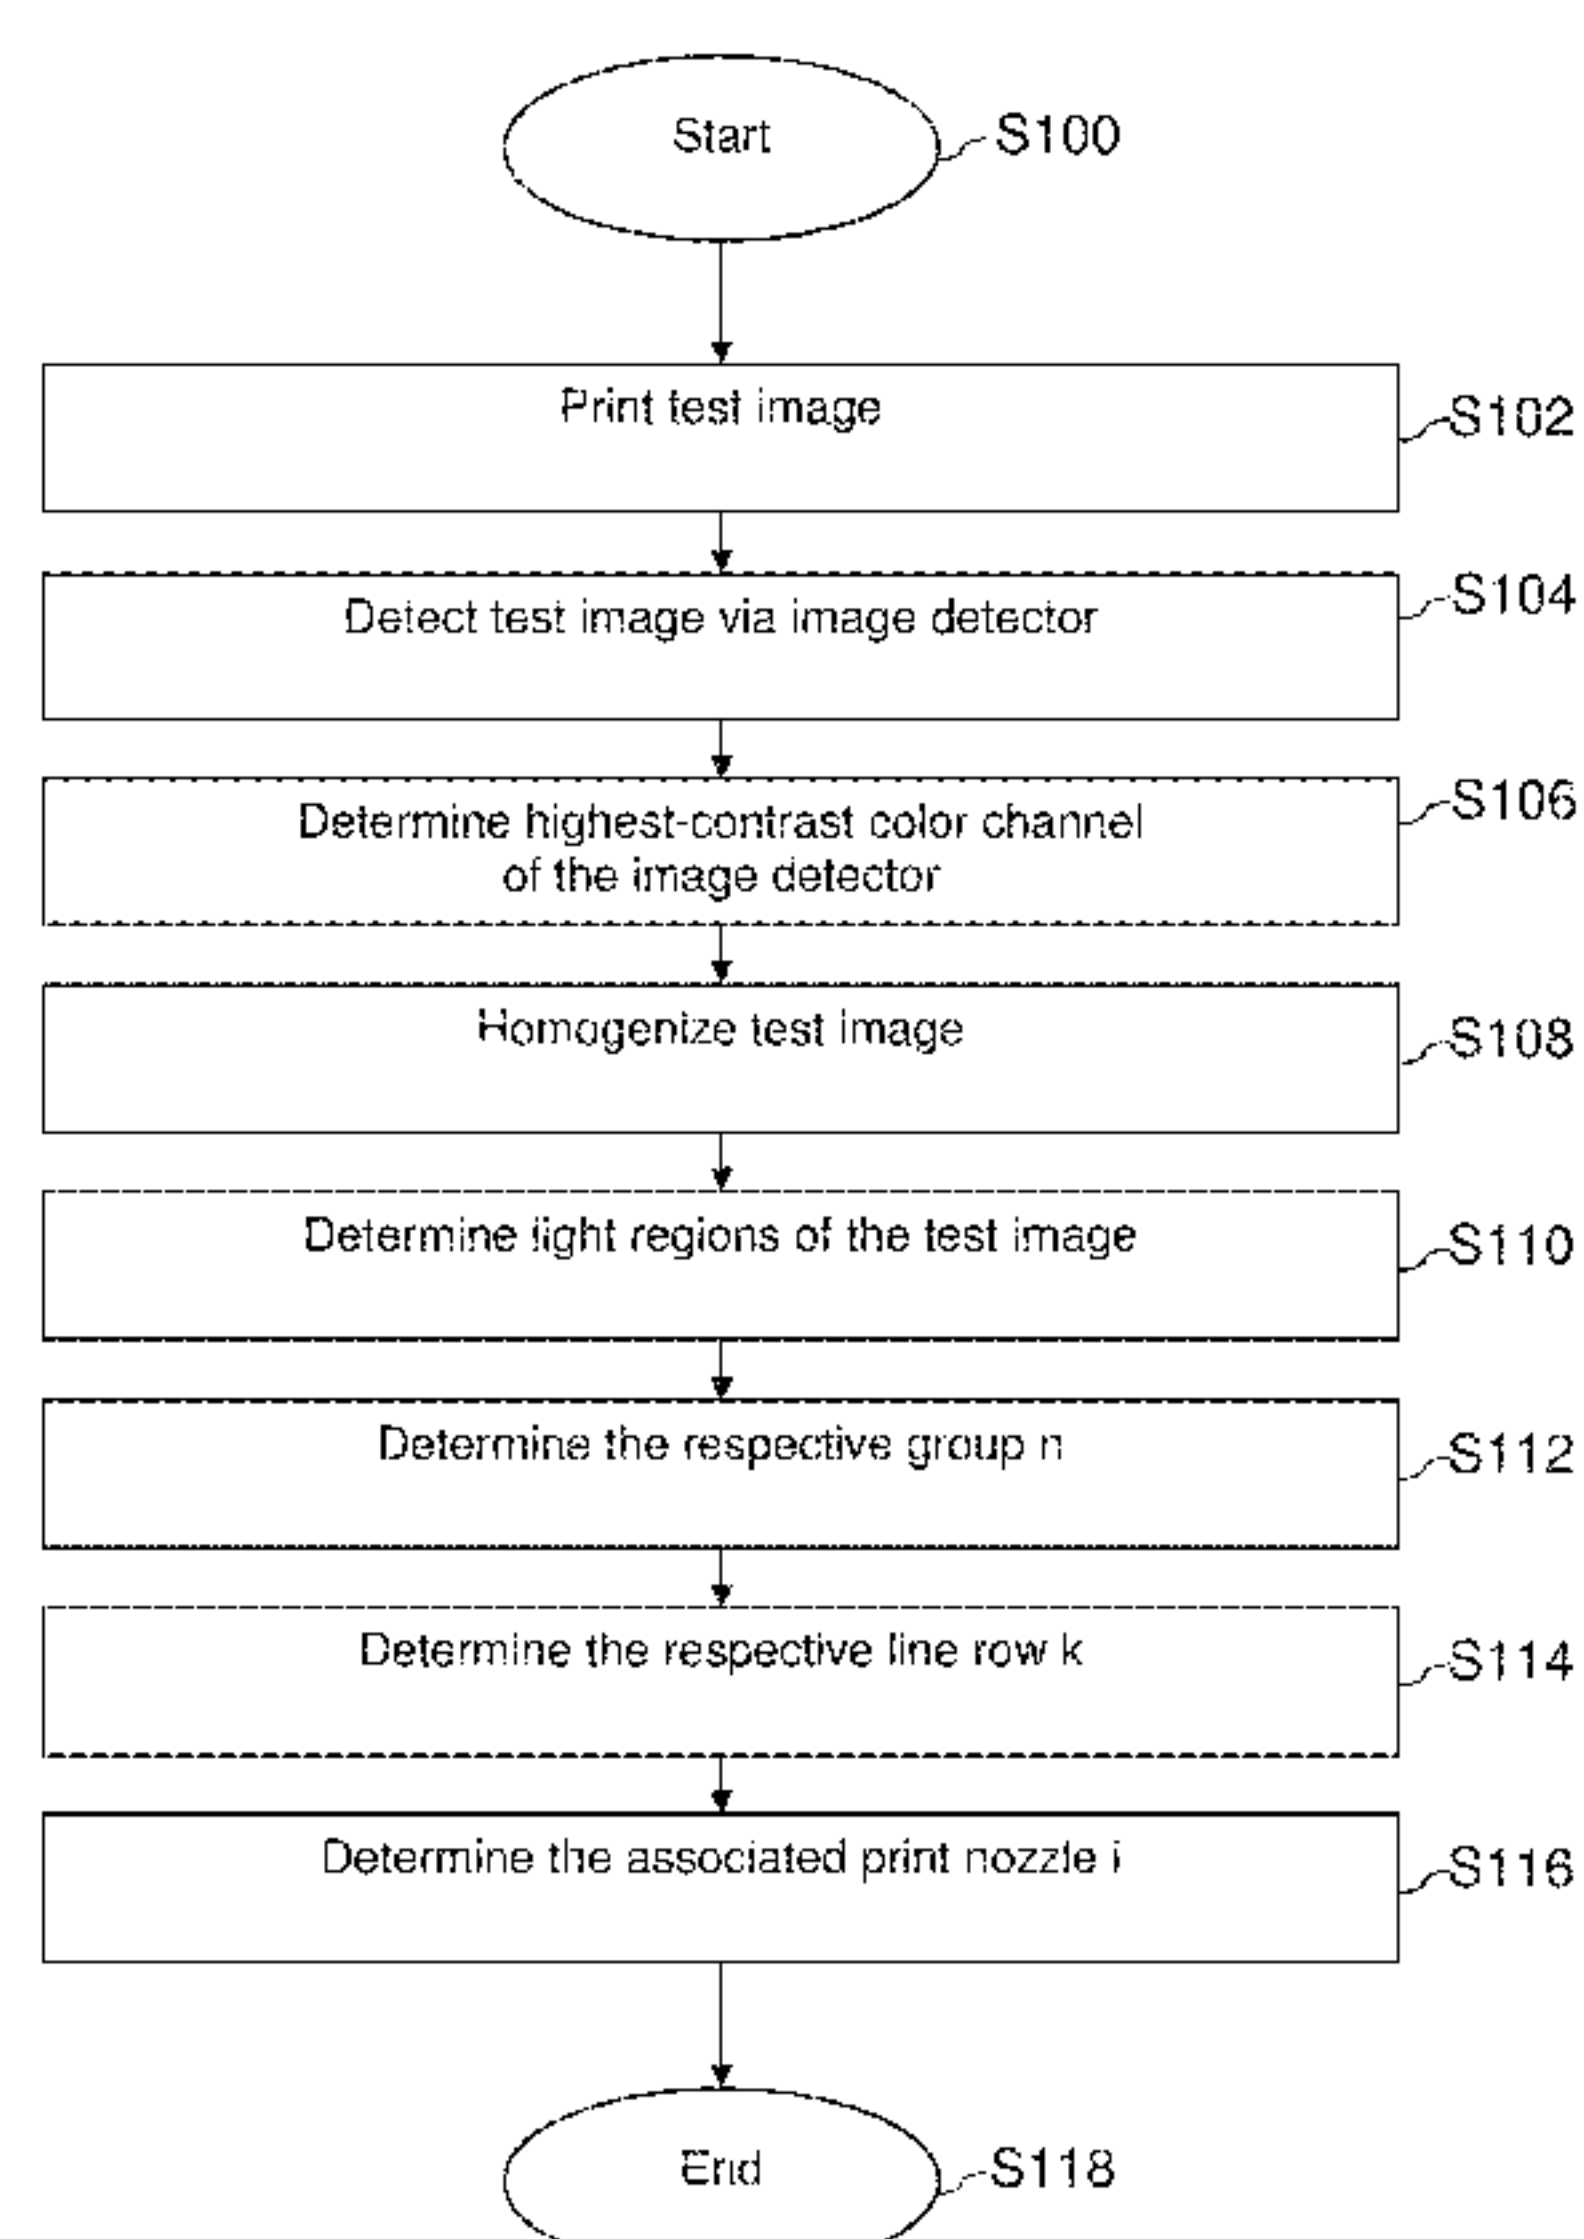 Start
S100
Print test image
S102
Detect test image via image detector
S104
Determine highest-contrast color channel
of the image detector
S106
Homogenize test image
S108
Determine light regions of the test image
S110
Determine the respective group n
S112
Determine the respective line row k
S114
Determine the associated print nozzle i
S116
End
S118